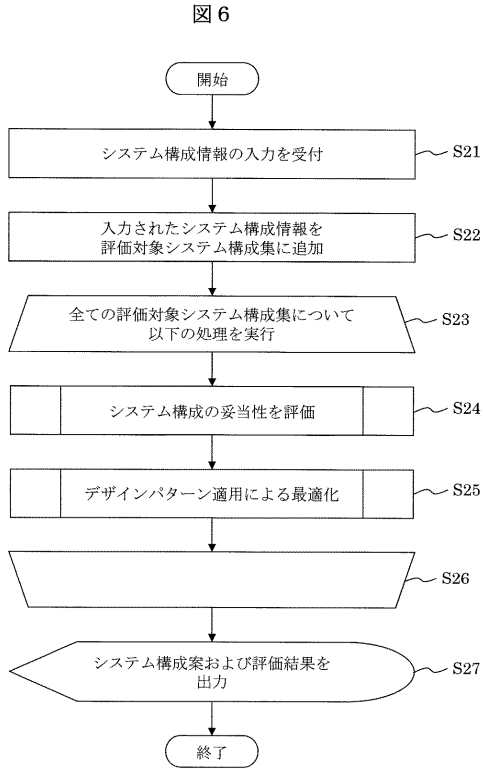 図6
開始
システム構成情報の入力を受付
S21
入力されたシステム構成情報を
評価対象システム構成集に追加
S22
全ての評価対象システム構成集について
以下の処理を実行
S23
システム構成の妥当性を評価
S24
デザインパターン適用による最適化
S25
S26
システム構成案および評価結果を
出力
S27
終了